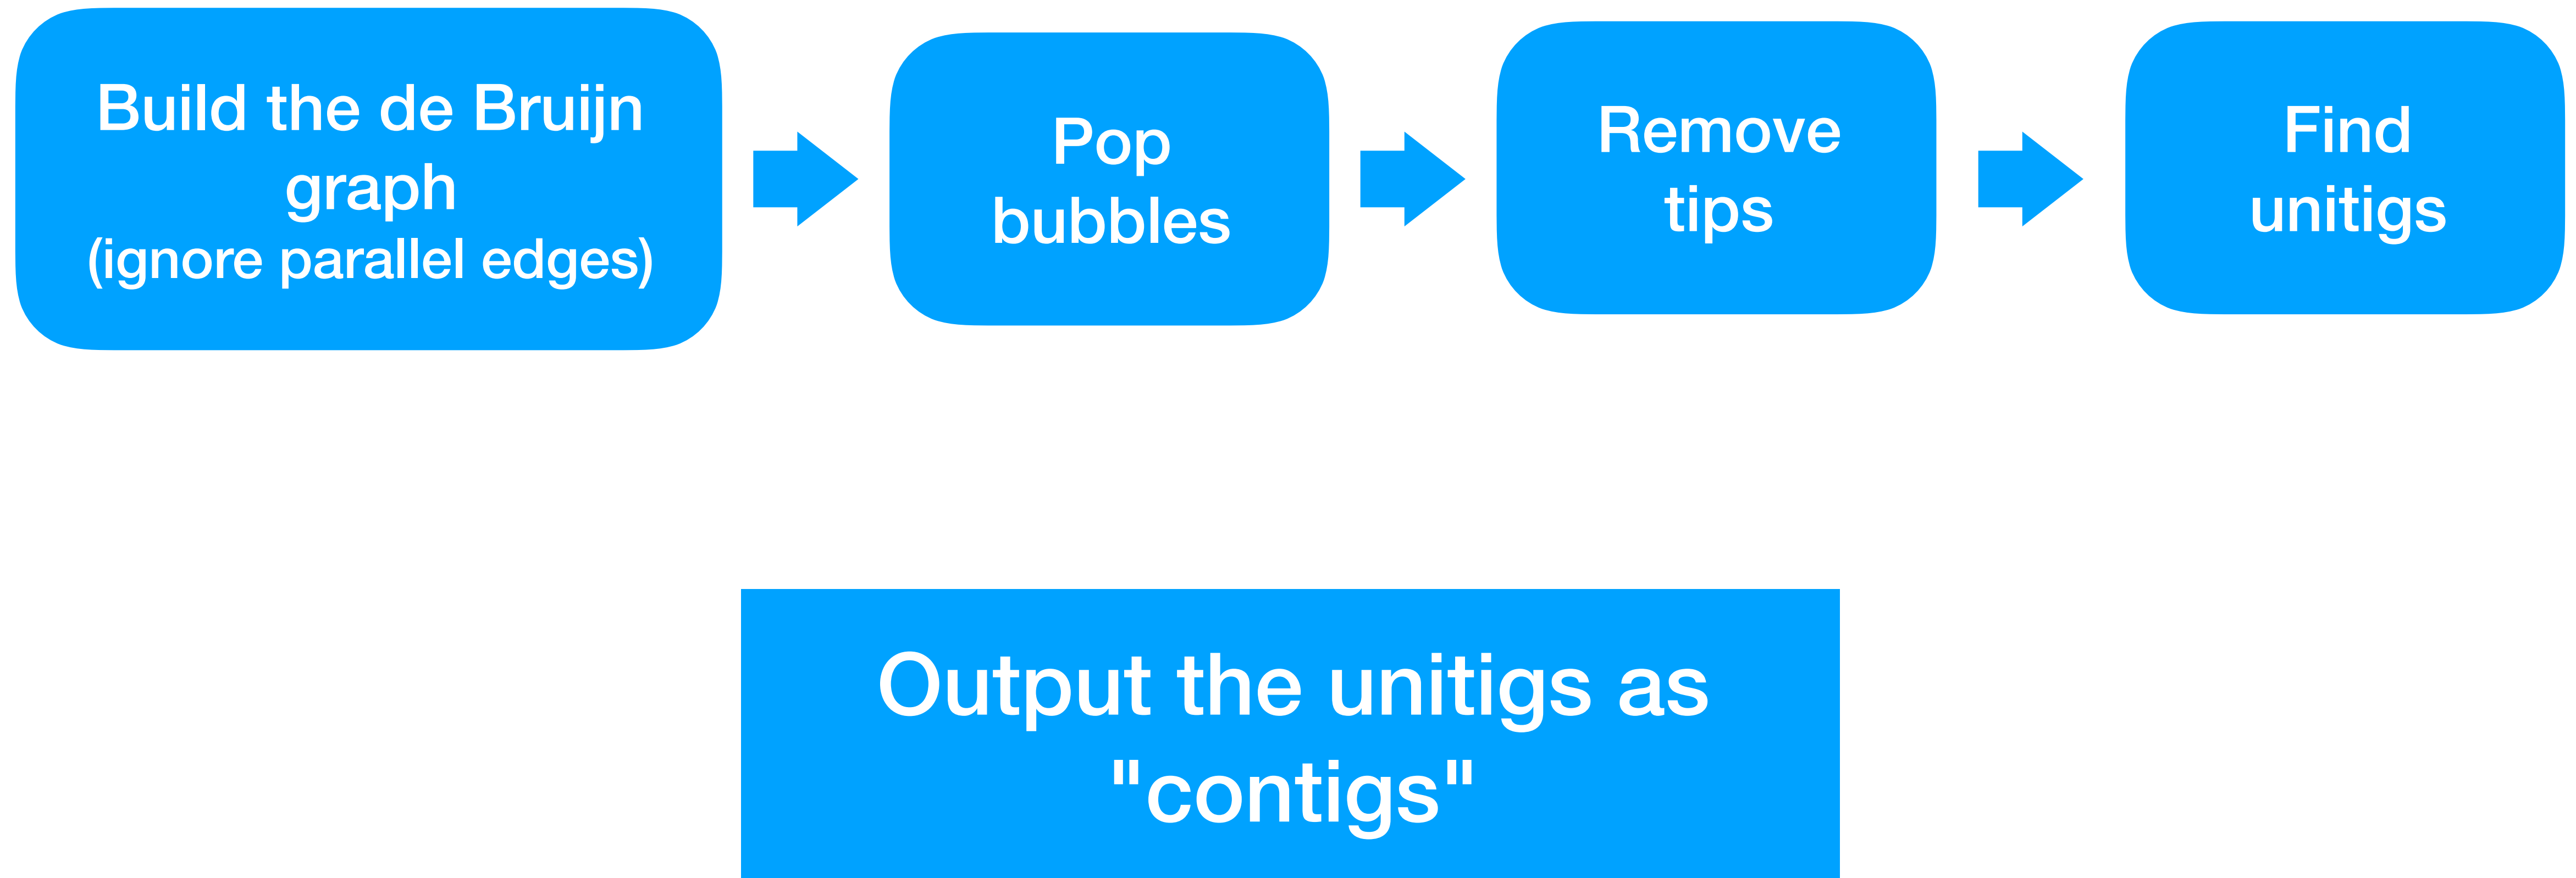 Build the de Bruijn
graph
(ignore parallel edges)
Pop
bubbles
Remove
tips
Find
unitigs
Output the unitigs as
"contigs"